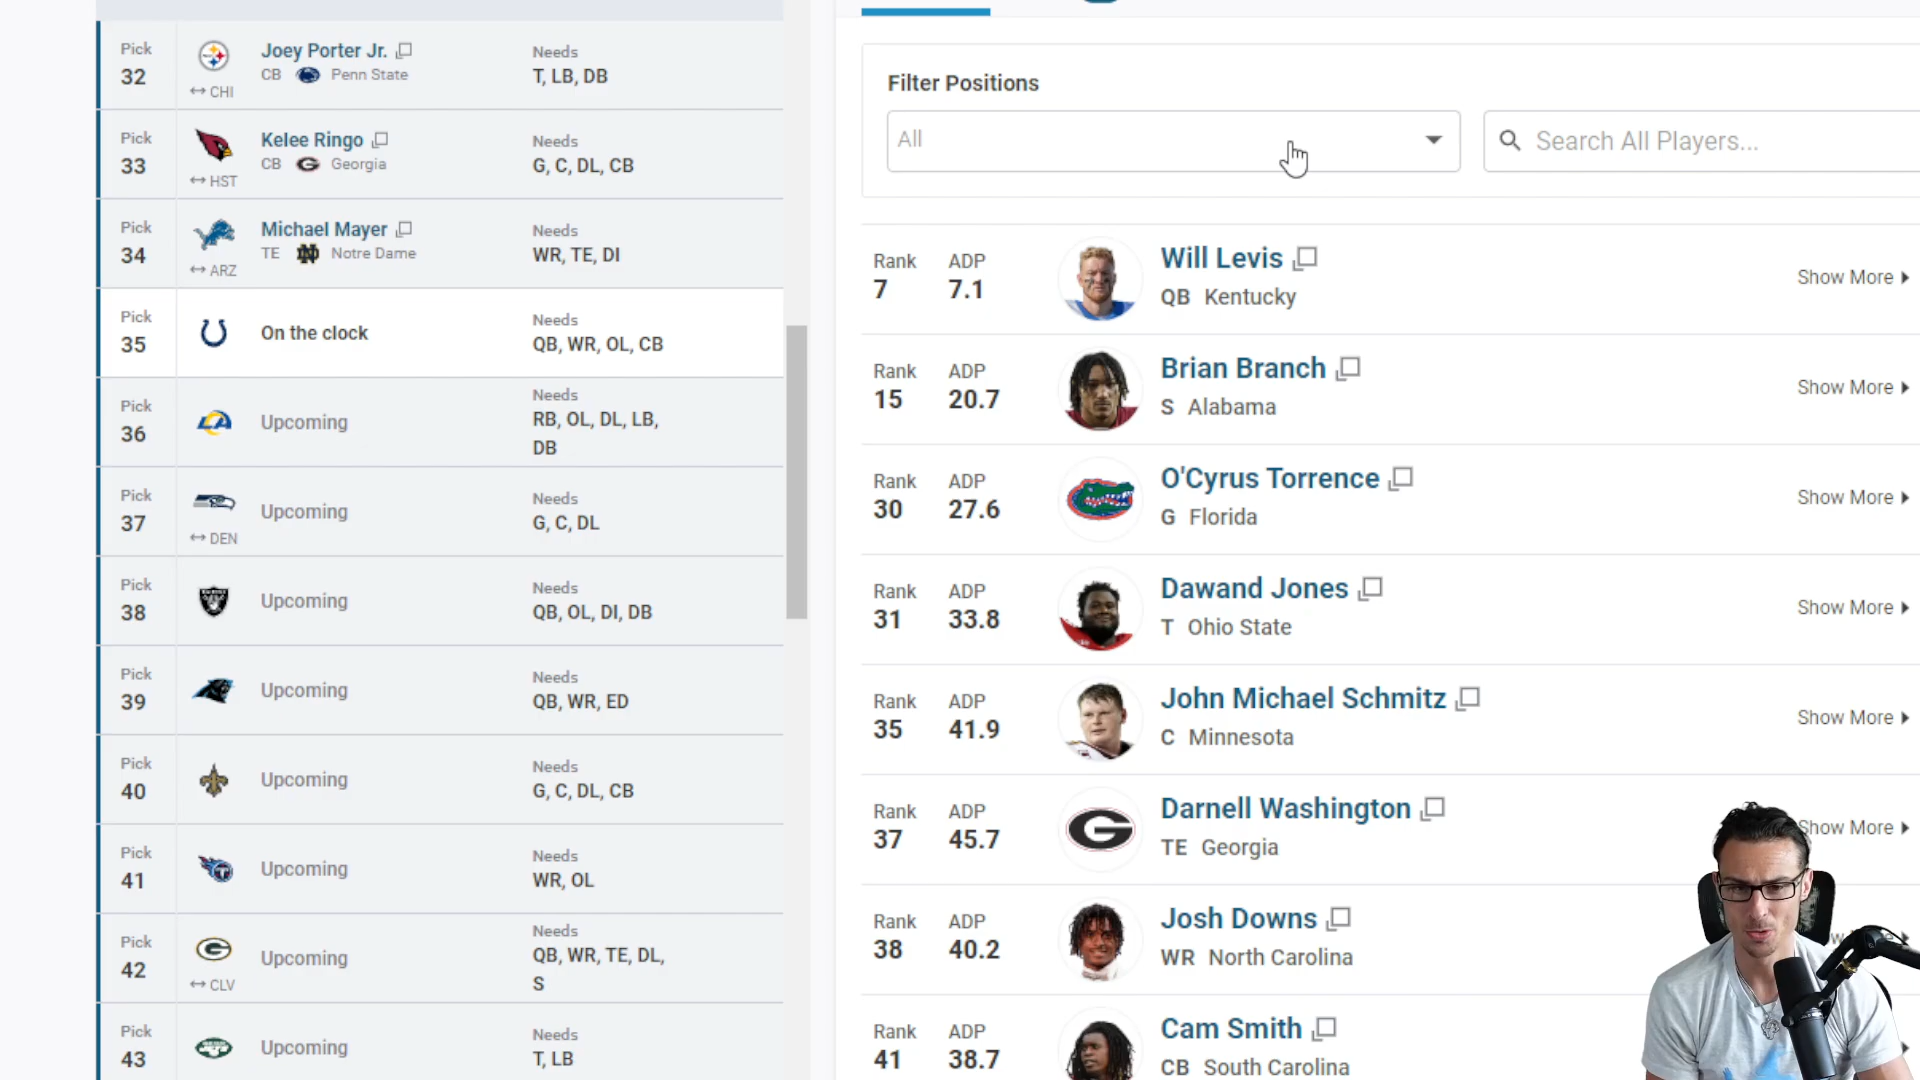 Pick
32
CHI
Joey Porter Jr.
CB Penn State
Needs
T, LB, DB
Pick
33
HST
Kelee Ringo
CB Georgia
Needs
G, C, DL, CB
Pick
34
ARZ
Michael Mayer
TE Notre Dame
Needs
WR, TE, DI
Pick
35
On the clock
Needs
QB, WR, OL, CB
Pick
36
Upcoming
Needs
RB, OL, DL, LB,
DB
Pick
37
DEN
Upcoming
Needs
G, C, DL
Pick
38
Upcoming
Needs
QB, OL, DI, DB
Pick
39
Upcoming
Needs
QB, WR, ED
Pick
40
Upcoming
Needs
G, C, DL, CB
Pick
41
Upcoming
Needs
WR, OL
Pick
42
CLV
Upcoming
Needs
QB, WR, TE, DL,
S
Pick
43
Upcoming
Needs
T, LB
Filter Positions
All
Search All Players...
Rank ADP
7 7.1
Will Levis
QB Kentucky
Show More
Rank ADP
15 20.7
Brian Branch
S Alabama
Show More
Rank ADP
30 27.6
O'Cyrus Torrence
G Florida
Show More
Rank ADP
31 33.8
Dawand Jones
T Ohio State
Show More
Rank ADP
35 41.9
John Michael Schmitz
C Minnesota
Show More
Rank ADP
37 45.7
Darnell Washington
TE Georgia
Show More
Rank ADP
38 40.2
Josh Downs
WR North Carolina
Rank ADP
41 38.7
Cam Smith
CB South Carolina